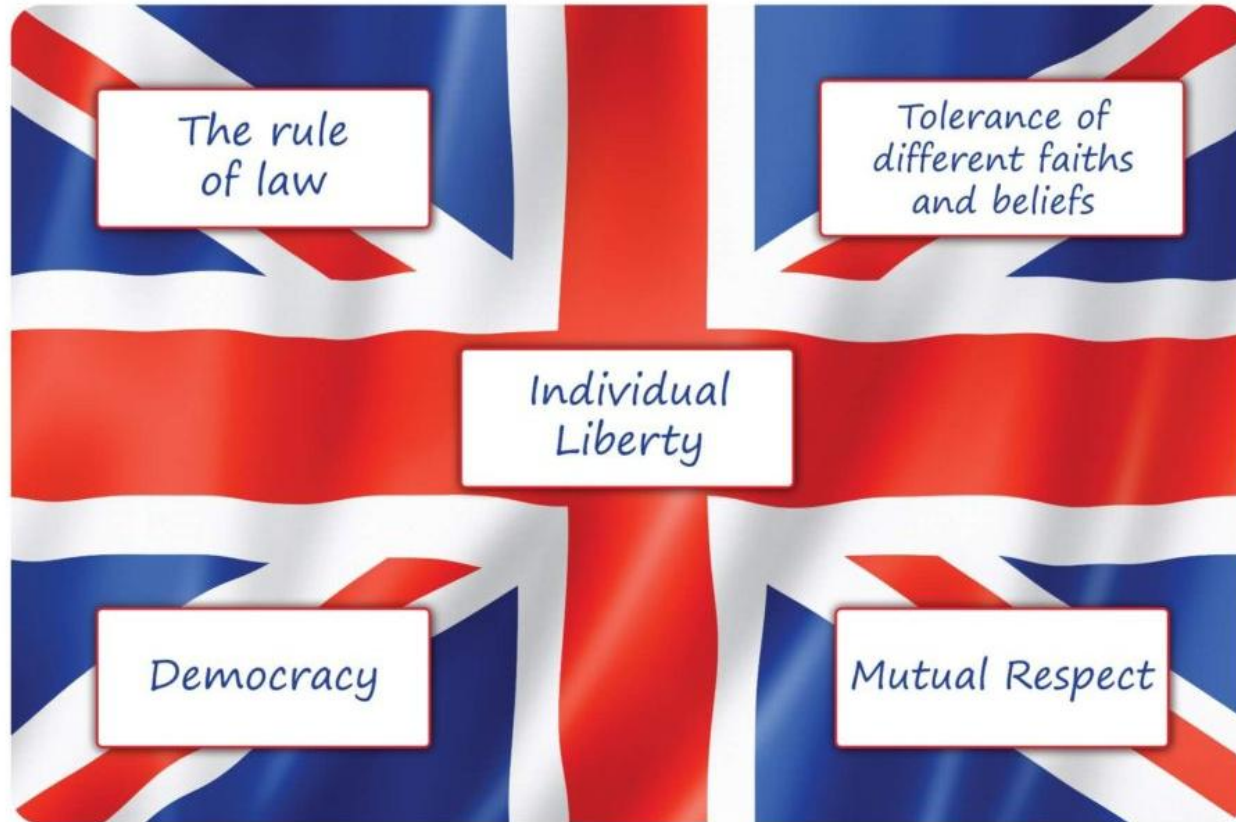 The rule
of law
Tolerance of
different faiths
and beliefs
Individual
Liberty
Democracy
Mutual Respect